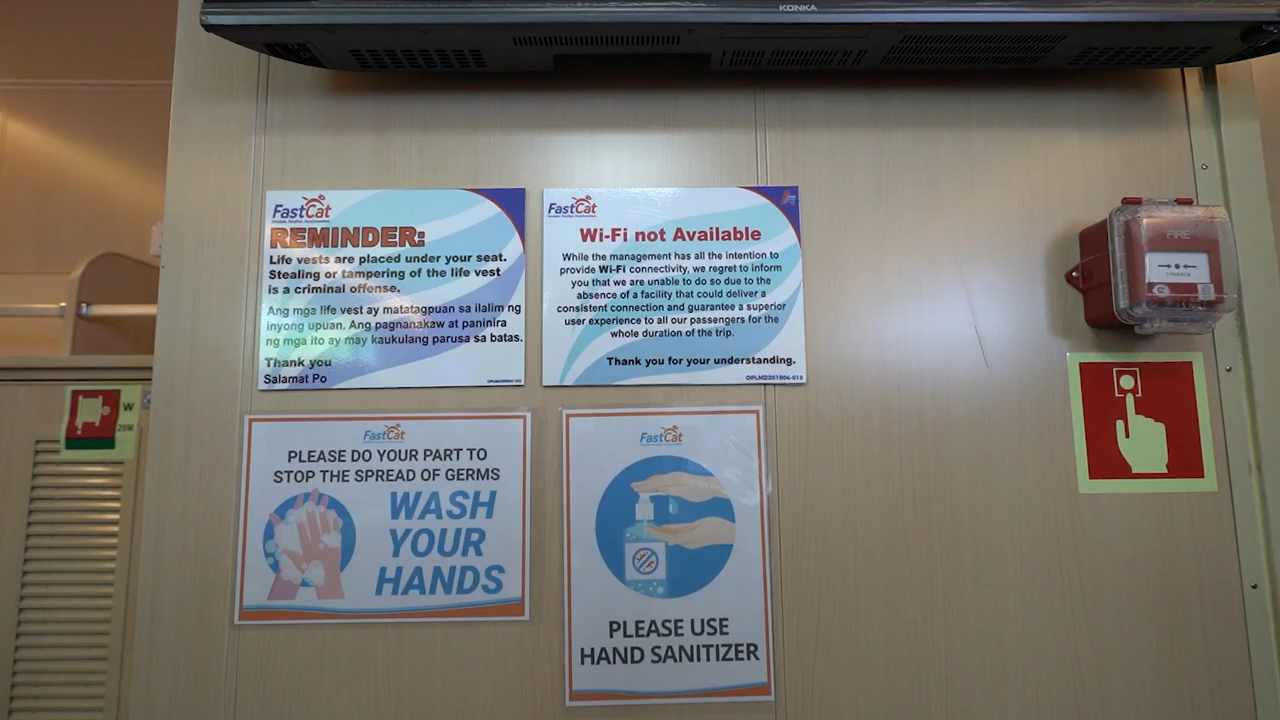 KONKA
FastCat
REMINDER:
Life vests are placed under your seat.
Stealing or tampering of the life vest
is a criminal offense.
Ang mga life vest ay matatagpuan sa ilalim ng
inyong upuan. Ang pagnanakaw at paninira
ng mga ito ay may kaukulang parusa sa batas.
Thank you
Salamat Po
FastCat
Wi-Fi not Available
While the management has all the intention to
provide Wi-Fi connectivity, we regret to inform
you that we are unable to do so due to the
absence of a facility that could deliver a
consistent connection and guarantee a superior
user experience to all our passengers for the
whole duration of the trip.
Thank you for your understanding.
OPLMD201904-010
FIRE
W
20M
FastCat
PLEASE DO YOUR PART TO
STOP THE SPREAD OF GERMS
WASH
YOUR
HANDS
FastCat
PLEASE USE
HAND SANITIZER